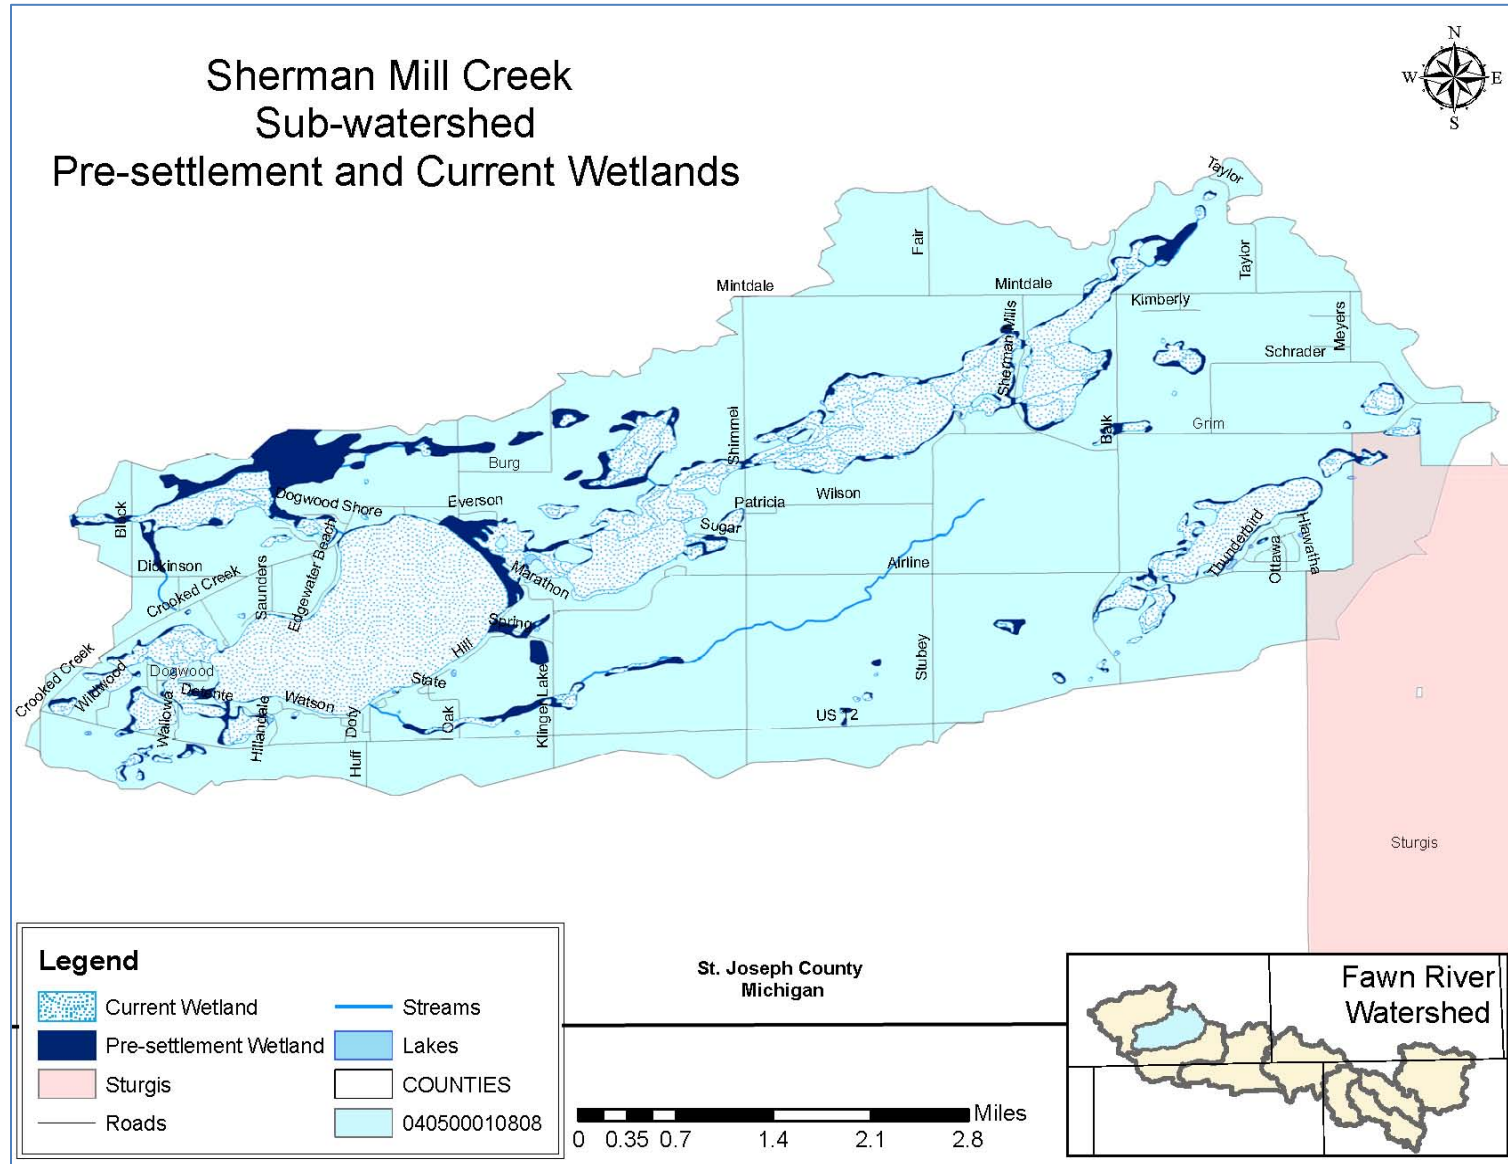 Sherman Mill Creek
Sub-watershed
Pre-settlement and Current Wetlands
N
W
E
S
Taylor
Fair
Taylor
Mintdale
Mintdale
Kimberly
Sherman Mills
Meyers
Schrader
Shimmel
Balk
Grim
Burg
Dogwood Shore
Everson
Patricia
Wilson
Sugar
Black
Edgewater Beach
Thunderbird
Hiawatha
Ottawa
Dickinson
Crooked Creek
Saunders
Marathon
Airline
Spring
Hill
Stubey
Crooked Creek
Wildwood
Dogwood
Detente
Wallowa
Hillandale
Watson
State
Doty
Oak
Klinger Lake
US 12
Huff
Sturgis
Legend
Current Wetland
Pre-settlement Wetland
Sturgis
Roads
Streams
Lakes
COUNTIES
040500010808
St. Joseph County
Michigan
Miles
0 0.35 0.7 1.4 2.1 2.8
Fawn River
Watershed